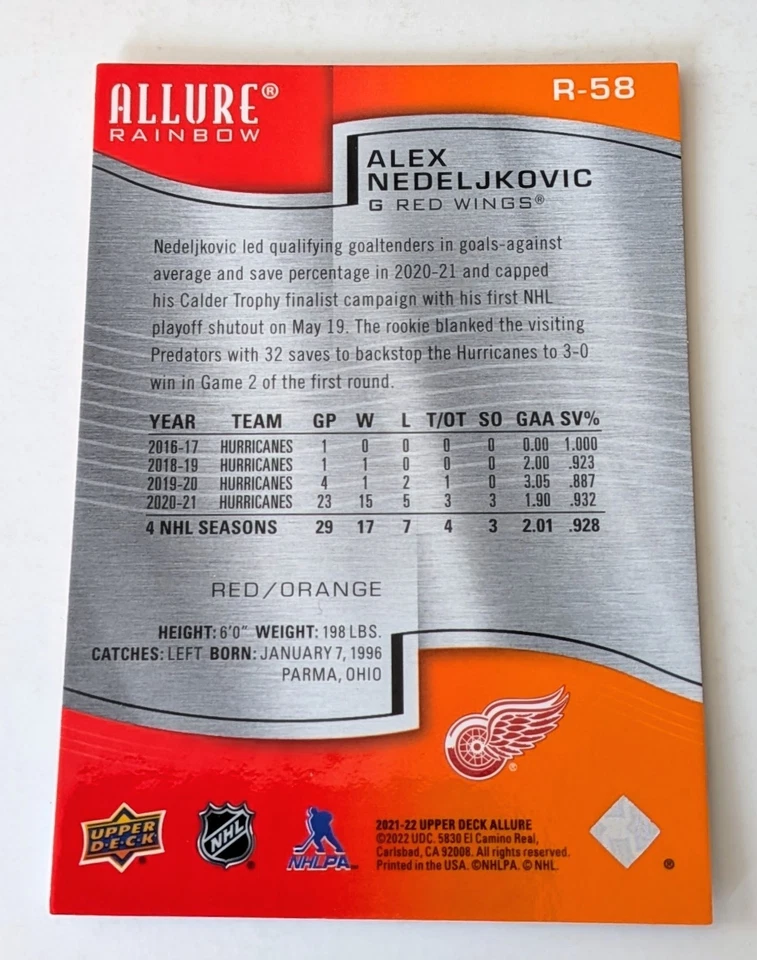 ALLURE®
RAINBOW
R-58
ALEX
NEDELJKOVIC
G RED WINGS®
Nedeljkovic led qualifying goaltenders in goals-against
average and save percentage in 2020-21 and capped
his Calder Trophy finalist campaign with his first NHL
playoff shutout on May 19. The rookie blanked the visiting
Predators with 32 saves to backstop the Hurricanes to 3-0
win in Game 2 of the first round.
YEAR TEAM GP W L T/OT SO GAA SV%
2016-17 HURRICANES 1 0 0 0 0 0.00 1.000
2018-19 HURRICANES 1 1 0 0 0 2.00 .923
2019-20 HURRICANES 4 1 2 1 0 3.05 .887
2020-21 HURRICANES 23 15 5 3 3 1.90 .932
4 NHL SEASONS 29 17 7 4 3 2.01 .928
RED/ORANGE
HEIGHT: 6'0" WEIGHT: 198 LBS.
CATCHES: LEFT BORN: JANUARY 7, 1996
PARMA, OHIO
UPPER
D·E·C·K
NHL
NHLPA
2021-22 UPPER DECK ALLURE
©2022 UDC. 5830 El Camino Real,
Carlsbad, CA 92008. All rights reserved.
Printed in the USA. ©NHLPA. © NHL.
®